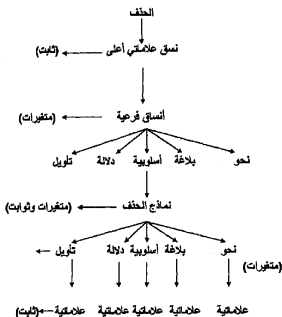 الحذف
نسق علاماتي أعلى (ثابت)
أنساق فرعية (متغيرات)
نحو بلاغة أسلوبية دلالة تأويل
نماذج الحذف (متغيرات وثوابت)
نحو بلاغة أسلوبية دلالة تأويل
(متغيرات)
علاماتية علاماتية علاماتية علاماتية علاماتية (ثابت)